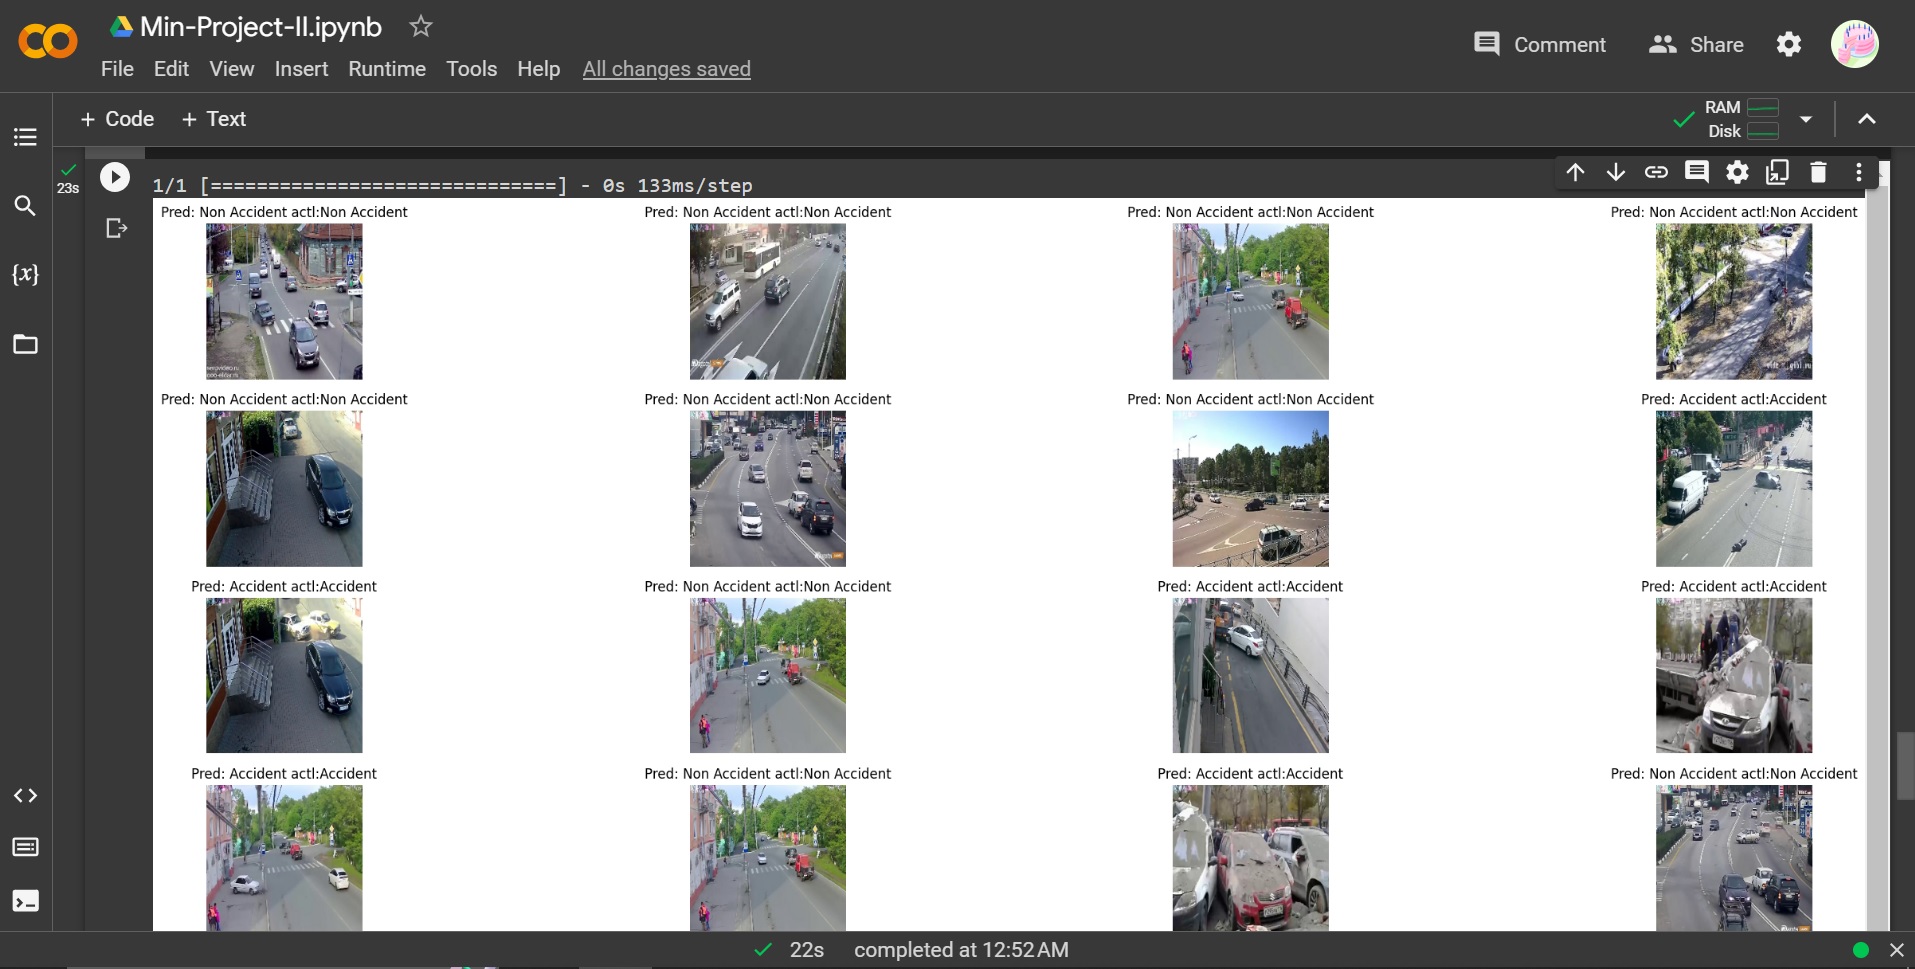 Min-Project-II.ipynb
Comment
Share
File Edit View Insert Runtime Tools Help All changes saved
+ Code + Text
RAM
Disk
23s
1/1 [==============================] - 0s 133ms/step
Pred: Non Accident actl:Non Accident
Pred: Non Accident actl:Non Accident
Pred: Non Accident actl:Non Accident
Pred: Non Accident actl:Non Accident
{x}
Pred: Non Accident actl:Non Accident
Pred: Non Accident actl:Non Accident
Pred: Non Accident actl:Non Accident
Pred: Accident actl:Accident
Pred: Accident actl:Accident
Pred: Non Accident actl:Non Accident
Pred: Accident actl:Accident
Pred: Accident actl:Accident
Pred: Accident actl:Accident
Pred: Non Accident actl:Non Accident
Pred: Accident actl:Accident
Pred: Non Accident actl:Non Accident
22s completed at 12:52 AM